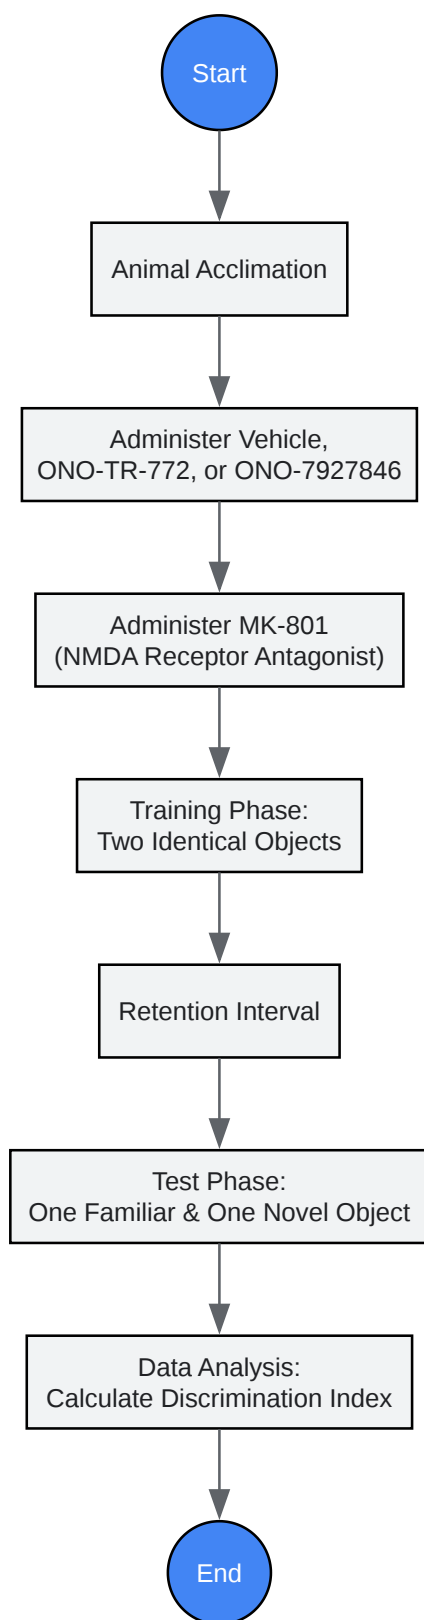 Start
Animal Acclimation
Administer Vehicle,
ONO-TR-772, or ONO-7927846
Administer MK-801
(NMDA Receptor Antagonist)
Training Phase:
Two Identical Objects
Retention Interval
Test Phase:
One Familiar & One Novel Object
Data Analysis:
Calculate Discrimination Index
End